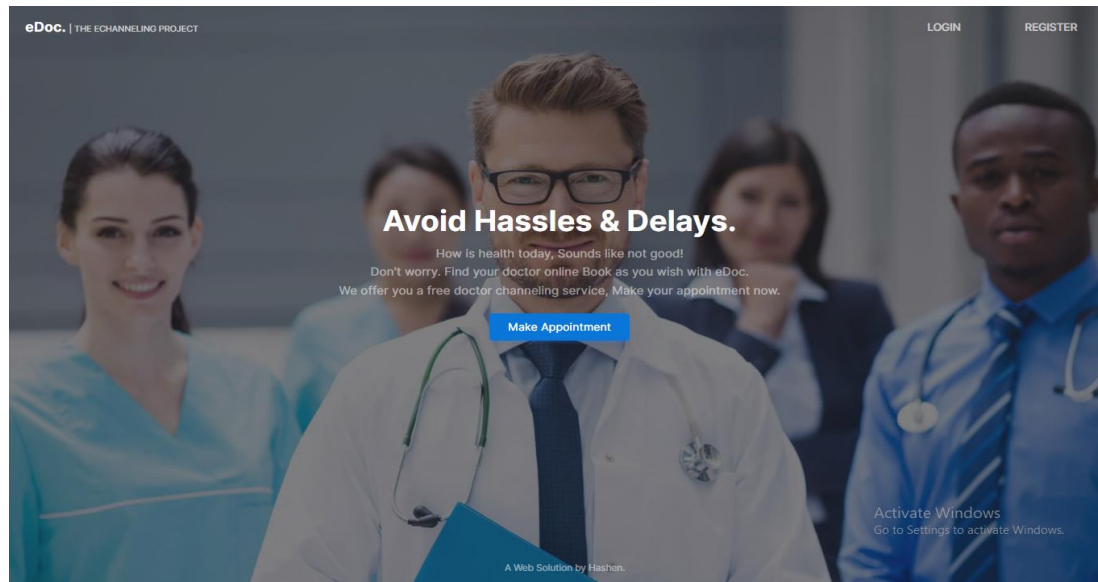 eDoc. | THE ECHANNELING PROJECT
LOGIN
REGISTER
Avoid Hassles & Delays.
How is health today, Sounds like not good!
Don't worry. Find your doctor online Book as you wish with eDoc.
We offer you a free doctor channeling service, Make your appointment now.
Make Appointment
Activate Windows
Go to Settings to activate Windows.
A Web Solution by Hashen.